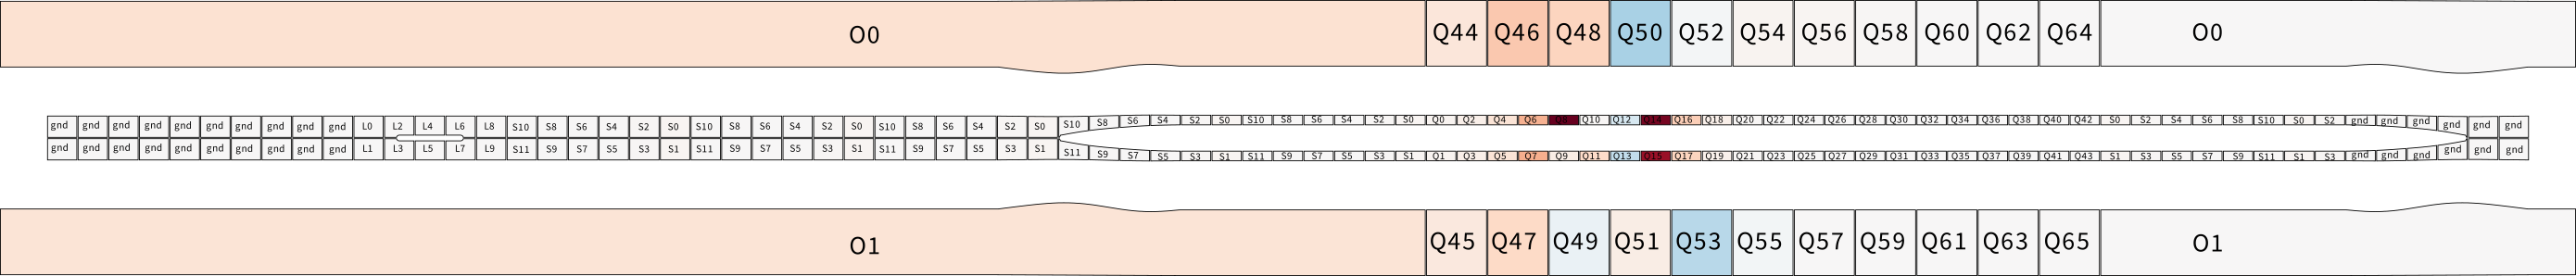 O0 Q44 Q46 Q48 Q50 Q52 Q54 Q56 Q58 Q60 Q62 Q64 O0
gnd gnd gnd gnd gnd gnd gnd gnd gnd gnd L0 L2 L4 L6 L8 S10 S8 S6 S4 S2 S0 S10 S8 S6 S4 S2 S0 S10 S8 S6 S4 S2 S0 S10 S8 S6 S4 S2 S0 S10 S8 S6 S4 S2 S0 Q0 Q2 Q4 Q6 Q8 Q10 Q12 Q14 Q16 Q18 Q20 Q22 Q24 Q26 Q28 Q30 Q32 Q34 Q36 Q38 Q40 Q42 S0 S2 S4 S6 S8 S10 S0 S2 gnd gnd gnd gnd gnd gnd
gnd gnd gnd gnd gnd gnd gnd gnd gnd gnd L1 L3 L5 L7 L9 S11 S9 S7 S5 S3 S1 S11 S9 S7 S5 S3 S1 S11 S9 S7 S5 S3 S1 S11 S9 S7 S5 S3 S1 S11 S9 S7 S5 S3 S1 Q1 Q3 Q5 Q7 Q9 Q11 Q13 Q15 Q17 Q19 Q21 Q23 Q25 Q27 Q29 Q31 Q33 Q35 Q37 Q39 Q41 Q43 S1 S3 S5 S7 S9 S11 S1 S3 gnd gnd gnd gnd gnd gnd
O1 Q45 Q47 Q49 Q51 Q53 Q55 Q57 Q59 Q61 Q63 Q65 O1